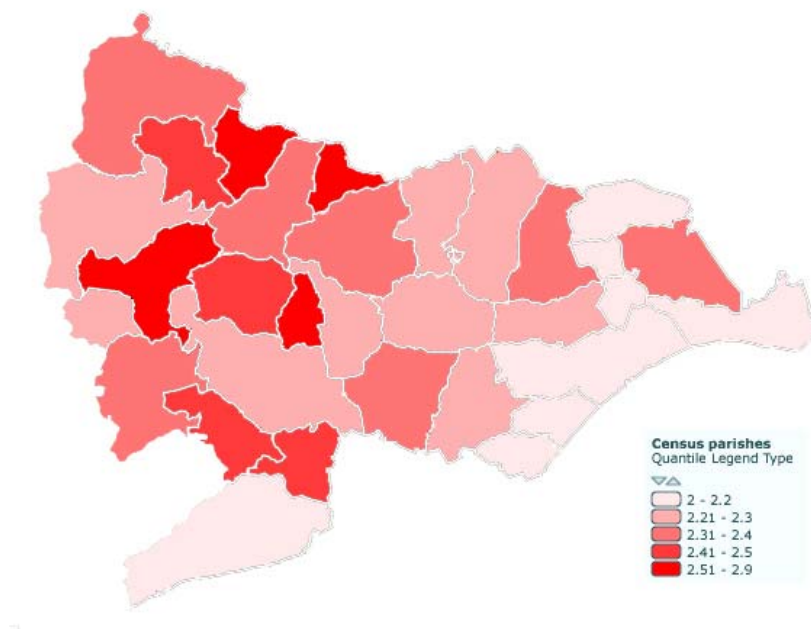 Census parishes
Quantile Legend Type
2 - 2.2
2.21 - 2.3
2.31 - 2.4
2.41 - 2.5
2.51 - 2.9